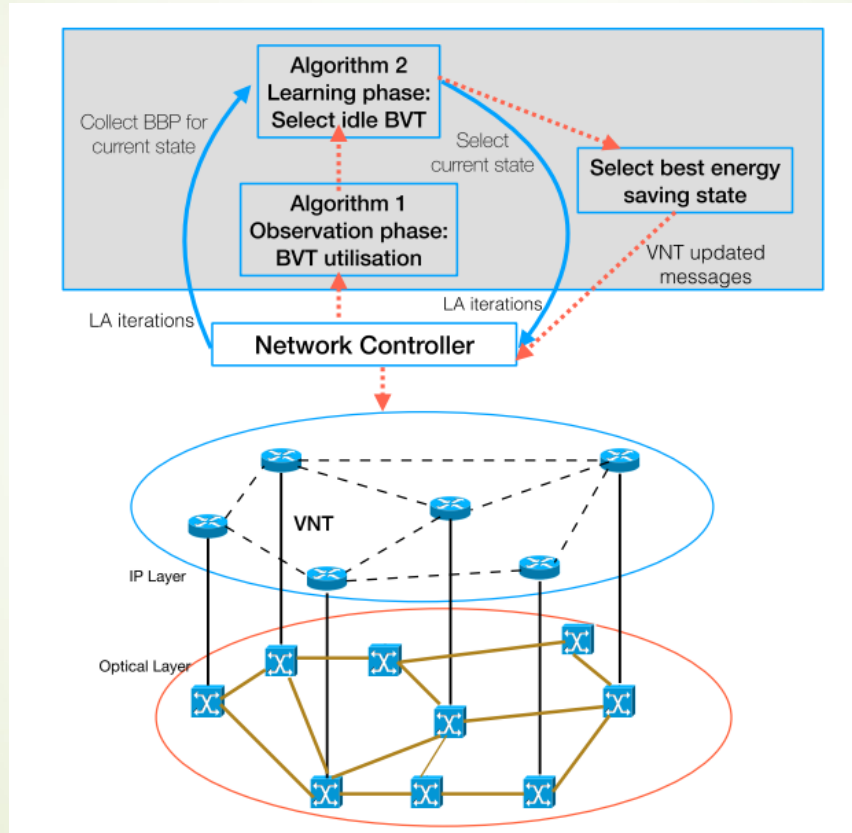 Algorithm 2
Learning phase:
Select idle BVT
Collect BBP for
current state
Select
current state
Select best energy
saving state
Algorithm 1
Observation phase:
BVT utilisation
VNT updated
messages
LA iterations
LA iterations
Network Controller
VNT
IP Layer
Optical Layer